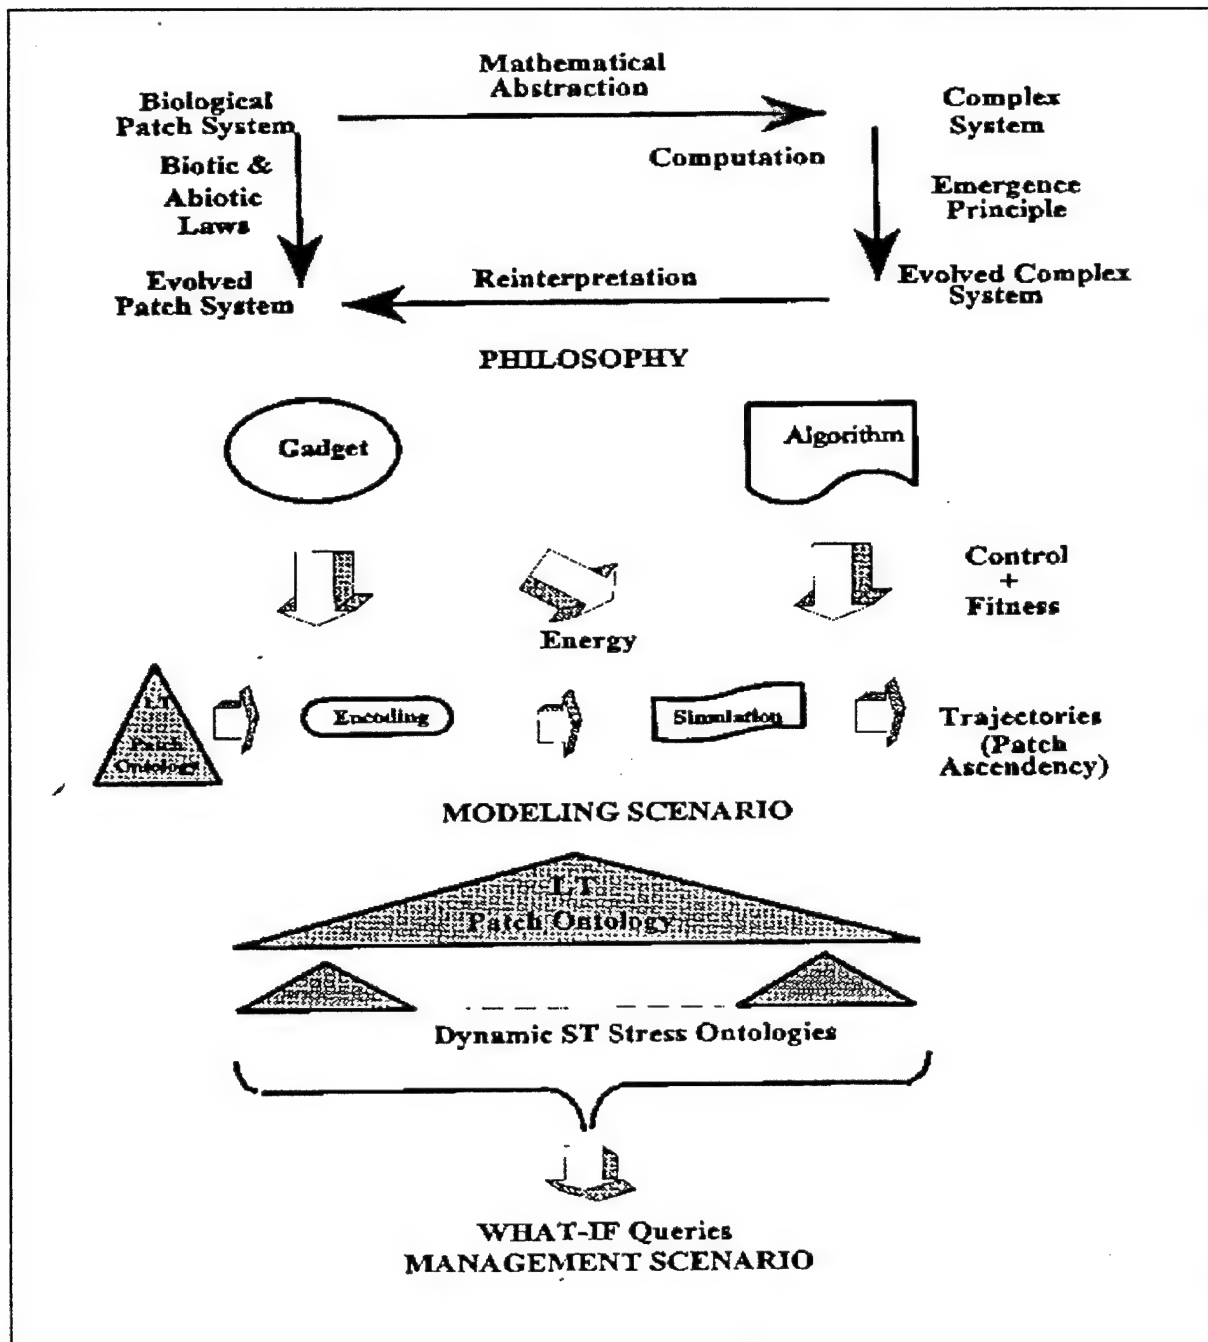 Mathematical
Abstraction
Biological
Patch System
Complex
System
Computation
Biotic &
Abiotic
Laws
Emergence
Principle
Evolved
Patch System
Reinterpretation
Evolved Complex
System
PHILOSOPHY
Gadget
Algorithm
Control
+
Fitness
Energy
LT
Patch
Ontology
Encoding
Simulation
Trajectories
(Patch
Ascendency)
MODELING SCENARIO
LT
Patch Ontology
Dynamic ST Stress Ontologies
WHAT-IF Queries
MANAGEMENT SCENARIO